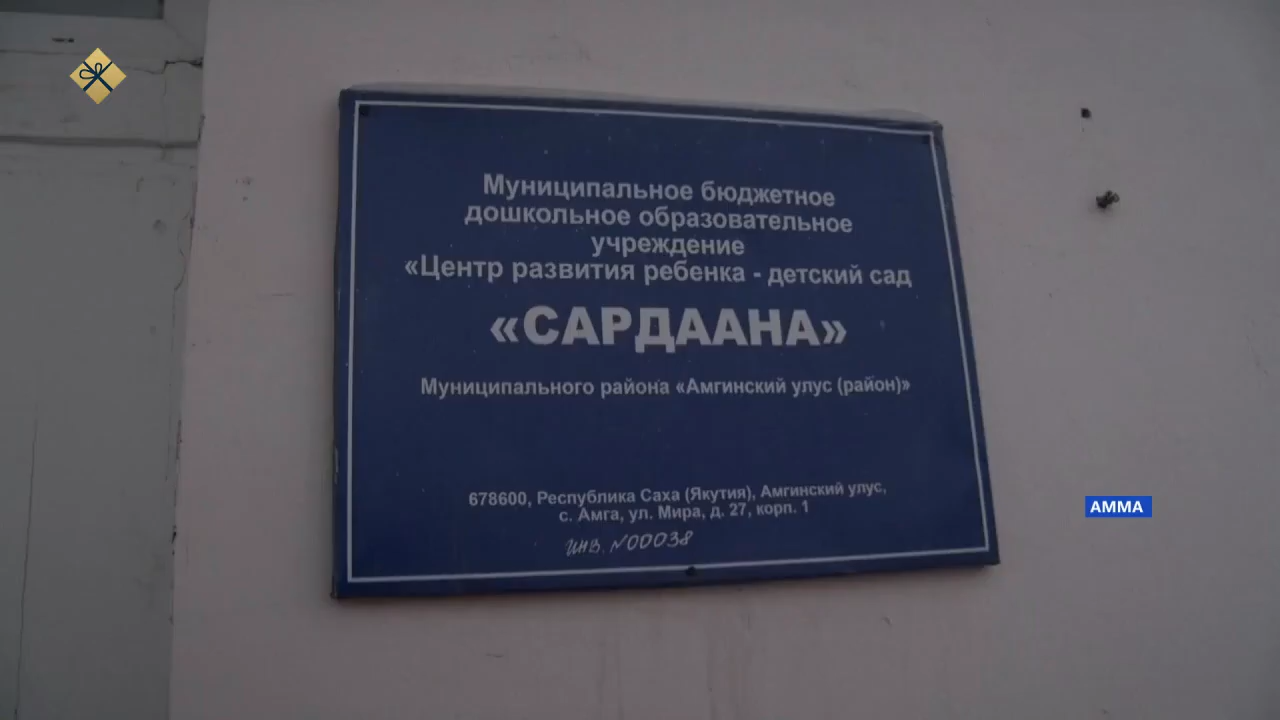 Муниципальное бюджетное
дошкольное образовательное
учреждение
«Центр развития ребенка - детский сад
«САРДААНА»
Муниципального района «Амгинский улус (район)»
678600, Республика Саха (Якутия), Амгинский улус,
с. Амга, ул. Мира, д. 27, корп. 1
инв. №00038
АММА